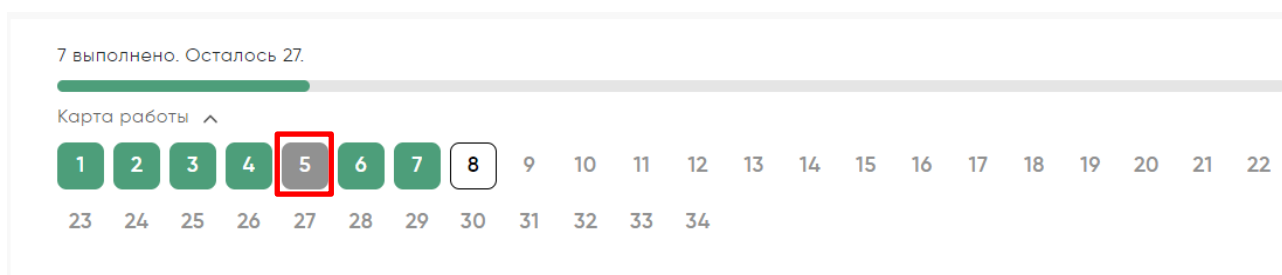 7 выполнено. Осталось 27.
Карта работы
1 2 3 4 5 6 7 8 9 10 11 12 13 14 15 16 17 18 19 20 21 22
23 24 25 26 27 28 29 30 31 32 33 34